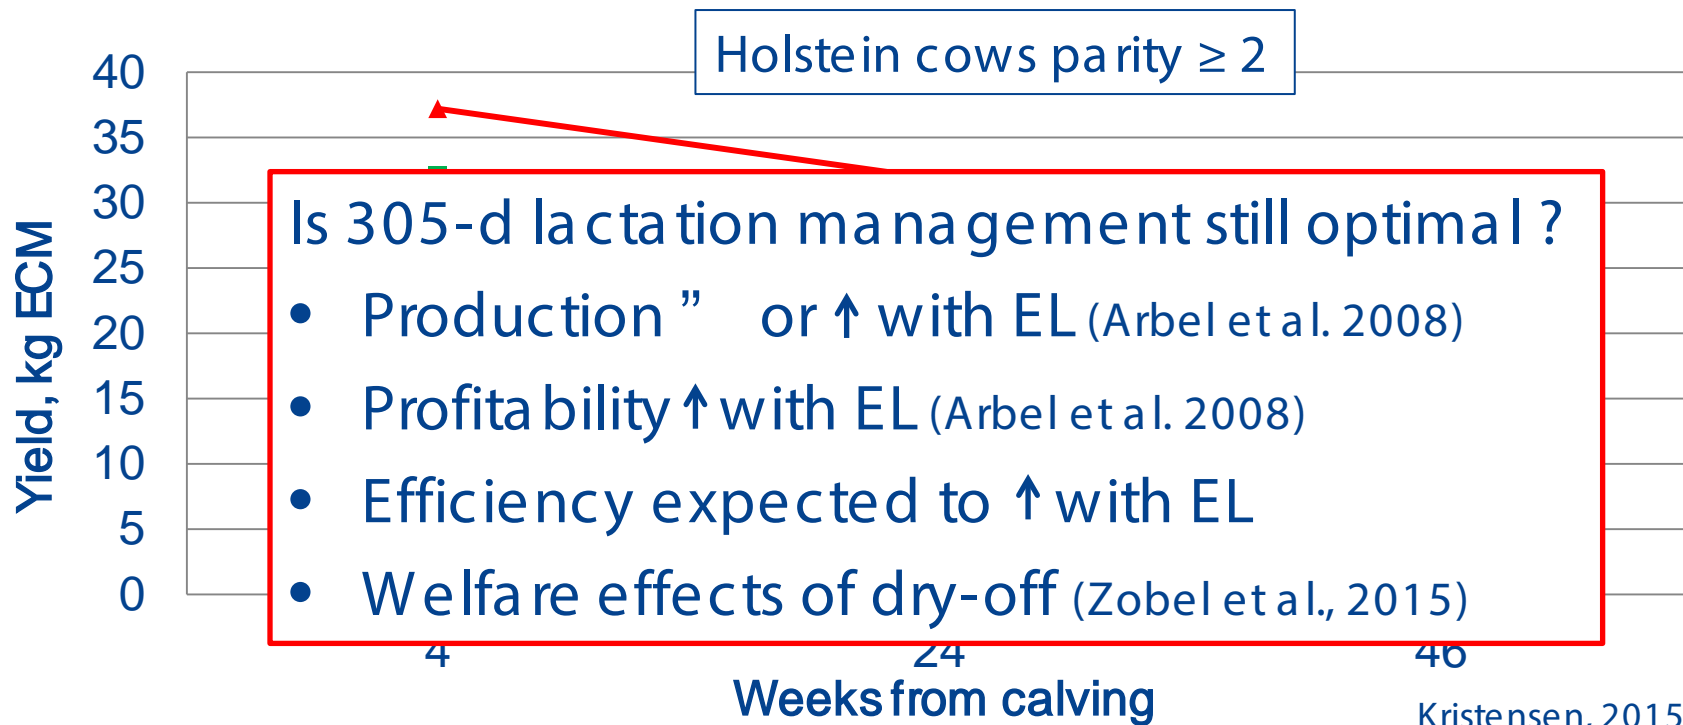 Holstein cows parity ≥ 2
40
35
30
25
20
15
10
5
0
Yield, kg ECM
Is 305-d lactation management still optimal ?
• Production ” or ↑ with EL (Arbel et al. 2008)
• Profitability ↑ with EL (Arbel et al. 2008)
• Efficiency expected to ↑ with EL
• Welfare effects of dry-off (Zobel et al., 2015)
4 24 46
Weeks from calving
Kristensen, 2015